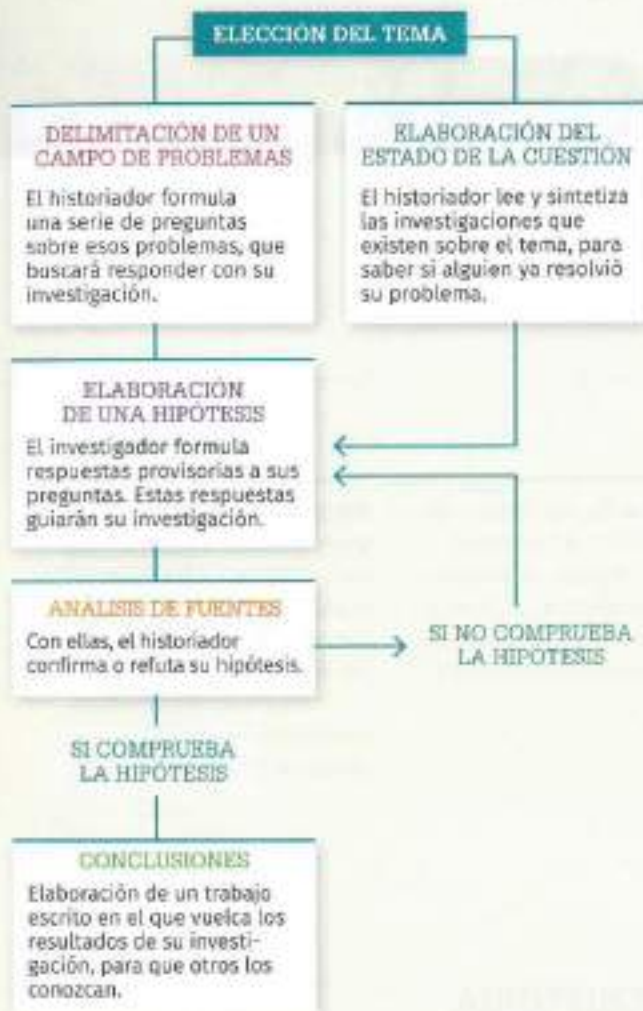 ELECCIÓN DEL TEMA
DELIMITACIÓN DE UN
CAMPO DE PROBLEMAS
El historiador formula
una serie de preguntas
sobre esos problemas, que
buscará responder con su
investigación.
ELABORACIÓN DEL
ESTADO DE LA CUESTIÓN
El historiador lee y sintetiza
las investigaciones que
existen sobre el tema, para
saber si alguien ya resolvió
su problema.
ELABORACIÓN
DE UNA HIPÓTESIS
El investigador formula
respuestas provisorias a sus
preguntas. Estas respuestas
guiarán su investigación.
ANÁLISIS DE FUENTES
Con ellas, el historiador
confirma o refuta su hipótesis.
SI NO COMPRUEBA
LA HIPÓTESIS
SI COMPRUEBA
LA HIPÓTESIS
CONCLUSIONES
Elaboración de un trabajo
escrito en el que vuelca los
resultados de su investi-
gación, para que otros los
conozcan.